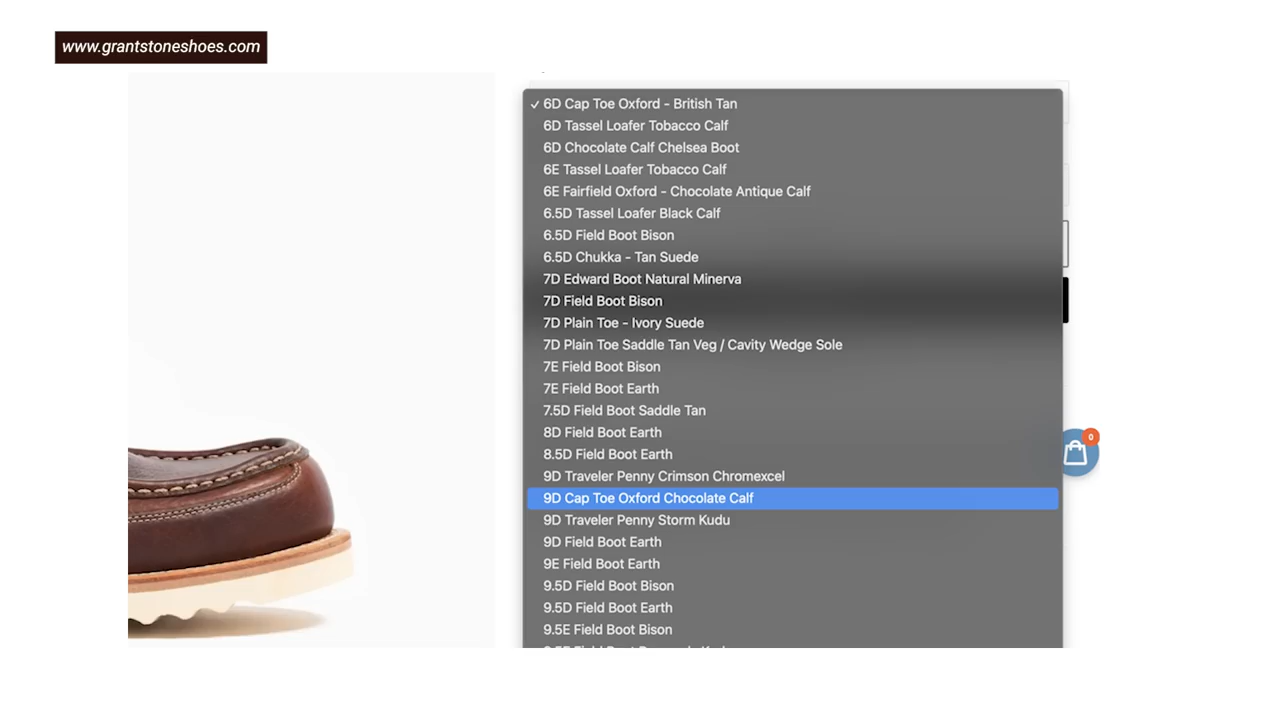 www.grantstoneshoes.com
✓ 6D Cap Toe Oxford - British Tan
6D Tassel Loafer Tobacco Calf
6D Chocolate Calf Chelsea Boot
6E Tassel Loafer Tobacco Calf
6E Fairfield Oxford - Chocolate Antique Calf
6.5D Tassel Loafer Black Calf
6.5D Field Boot Bison
6.5D Chukka - Tan Suede
7D Edward Boot Natural Minerva
7D Field Boot Bison
7D Plain Toe - Ivory Suede
7D Plain Toe Saddle Tan Veg / Cavity Wedge Sole
7E Field Boot Bison
7E Field Boot Earth
7.5D Field Boot Saddle Tan
8D Field Boot Earth
8.5D Field Boot Earth
0
9D Traveler Penny Crimson Chromexcel
9D Cap Toe Oxford Chocolate Calf
9D Traveler Penny Storm Kudu
9D Field Boot Earth
9E Field Boot Earth
9.5D Field Boot Bison
9.5D Field Boot Earth
9.5E Field Boot Bison